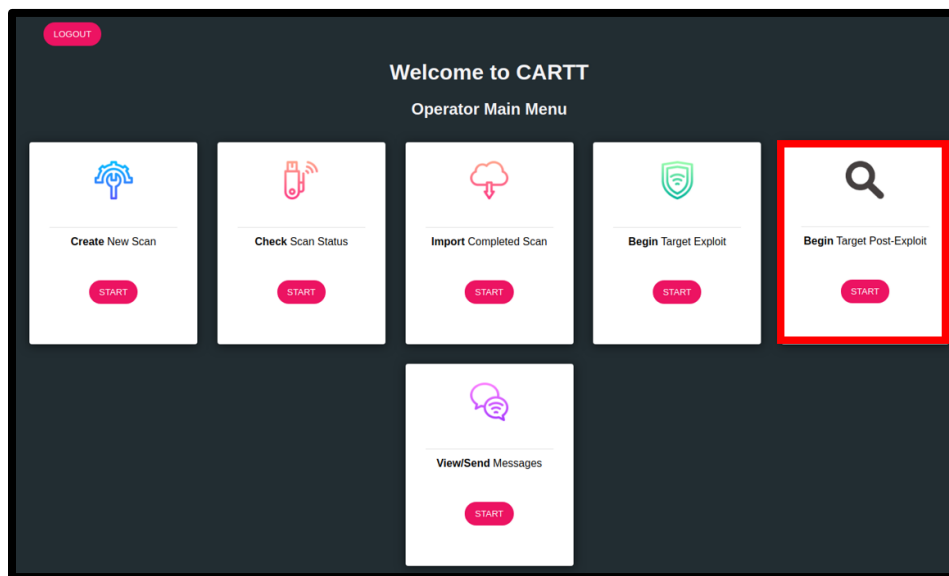 LOGOUT
Welcome to CARTT
Operator Main Menu
Create New Scan
START
Check Scan Status
START
Import Completed Scan
START
Begin Target Exploit
START
Begin Target Post-Exploit
START
View/Send Messages
START